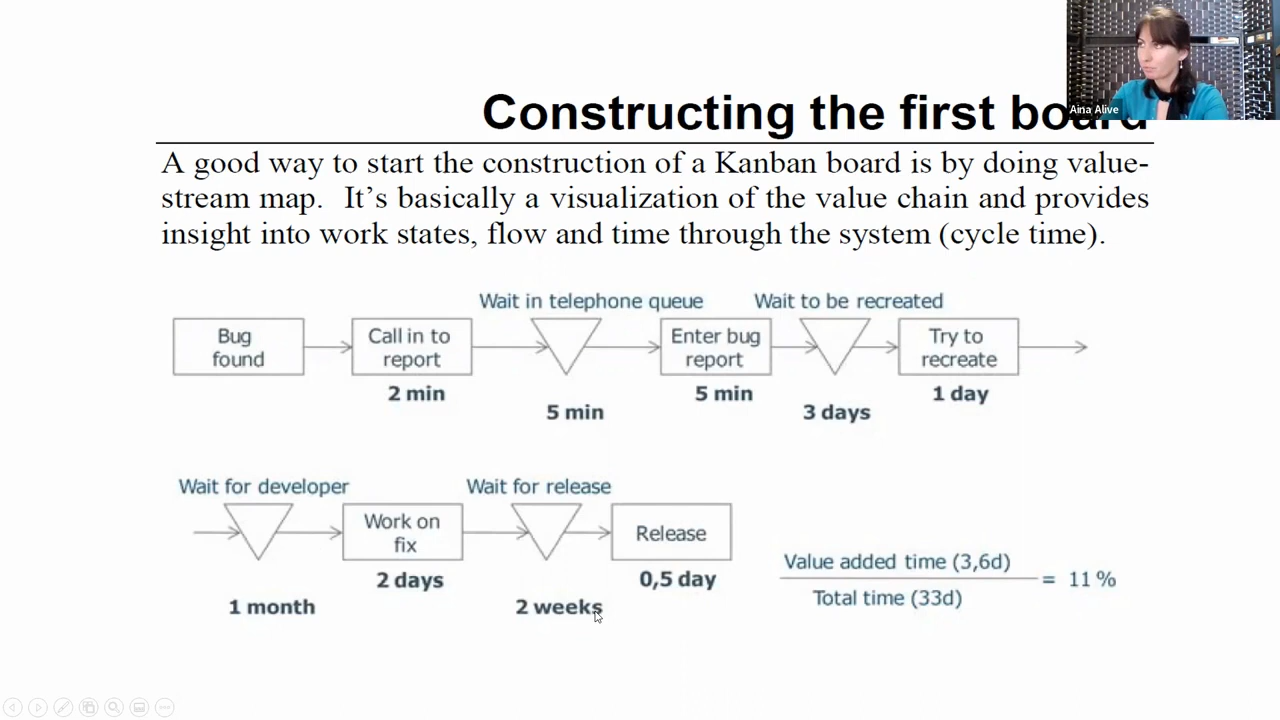 Aina Alive
Constructing the first board
A good way to start the construction of a Kanban board is by doing value-
stream map. It's basically a visualization of the value chain and provides
insight into work states, flow and time through the system (cycle time).
Wait in telephone queue
Wait to be recreated
Bug
found
Call in to
report
Enter bug
report
Try to
recreate
2 min
5 min
5 min
3 days
1 day
Wait for developer
Wait for release
Work on
fix
Release
1 month
2 days
2 weeks
0,5 day
Value added time (3,6d)
Total time (33d)
= 11 %